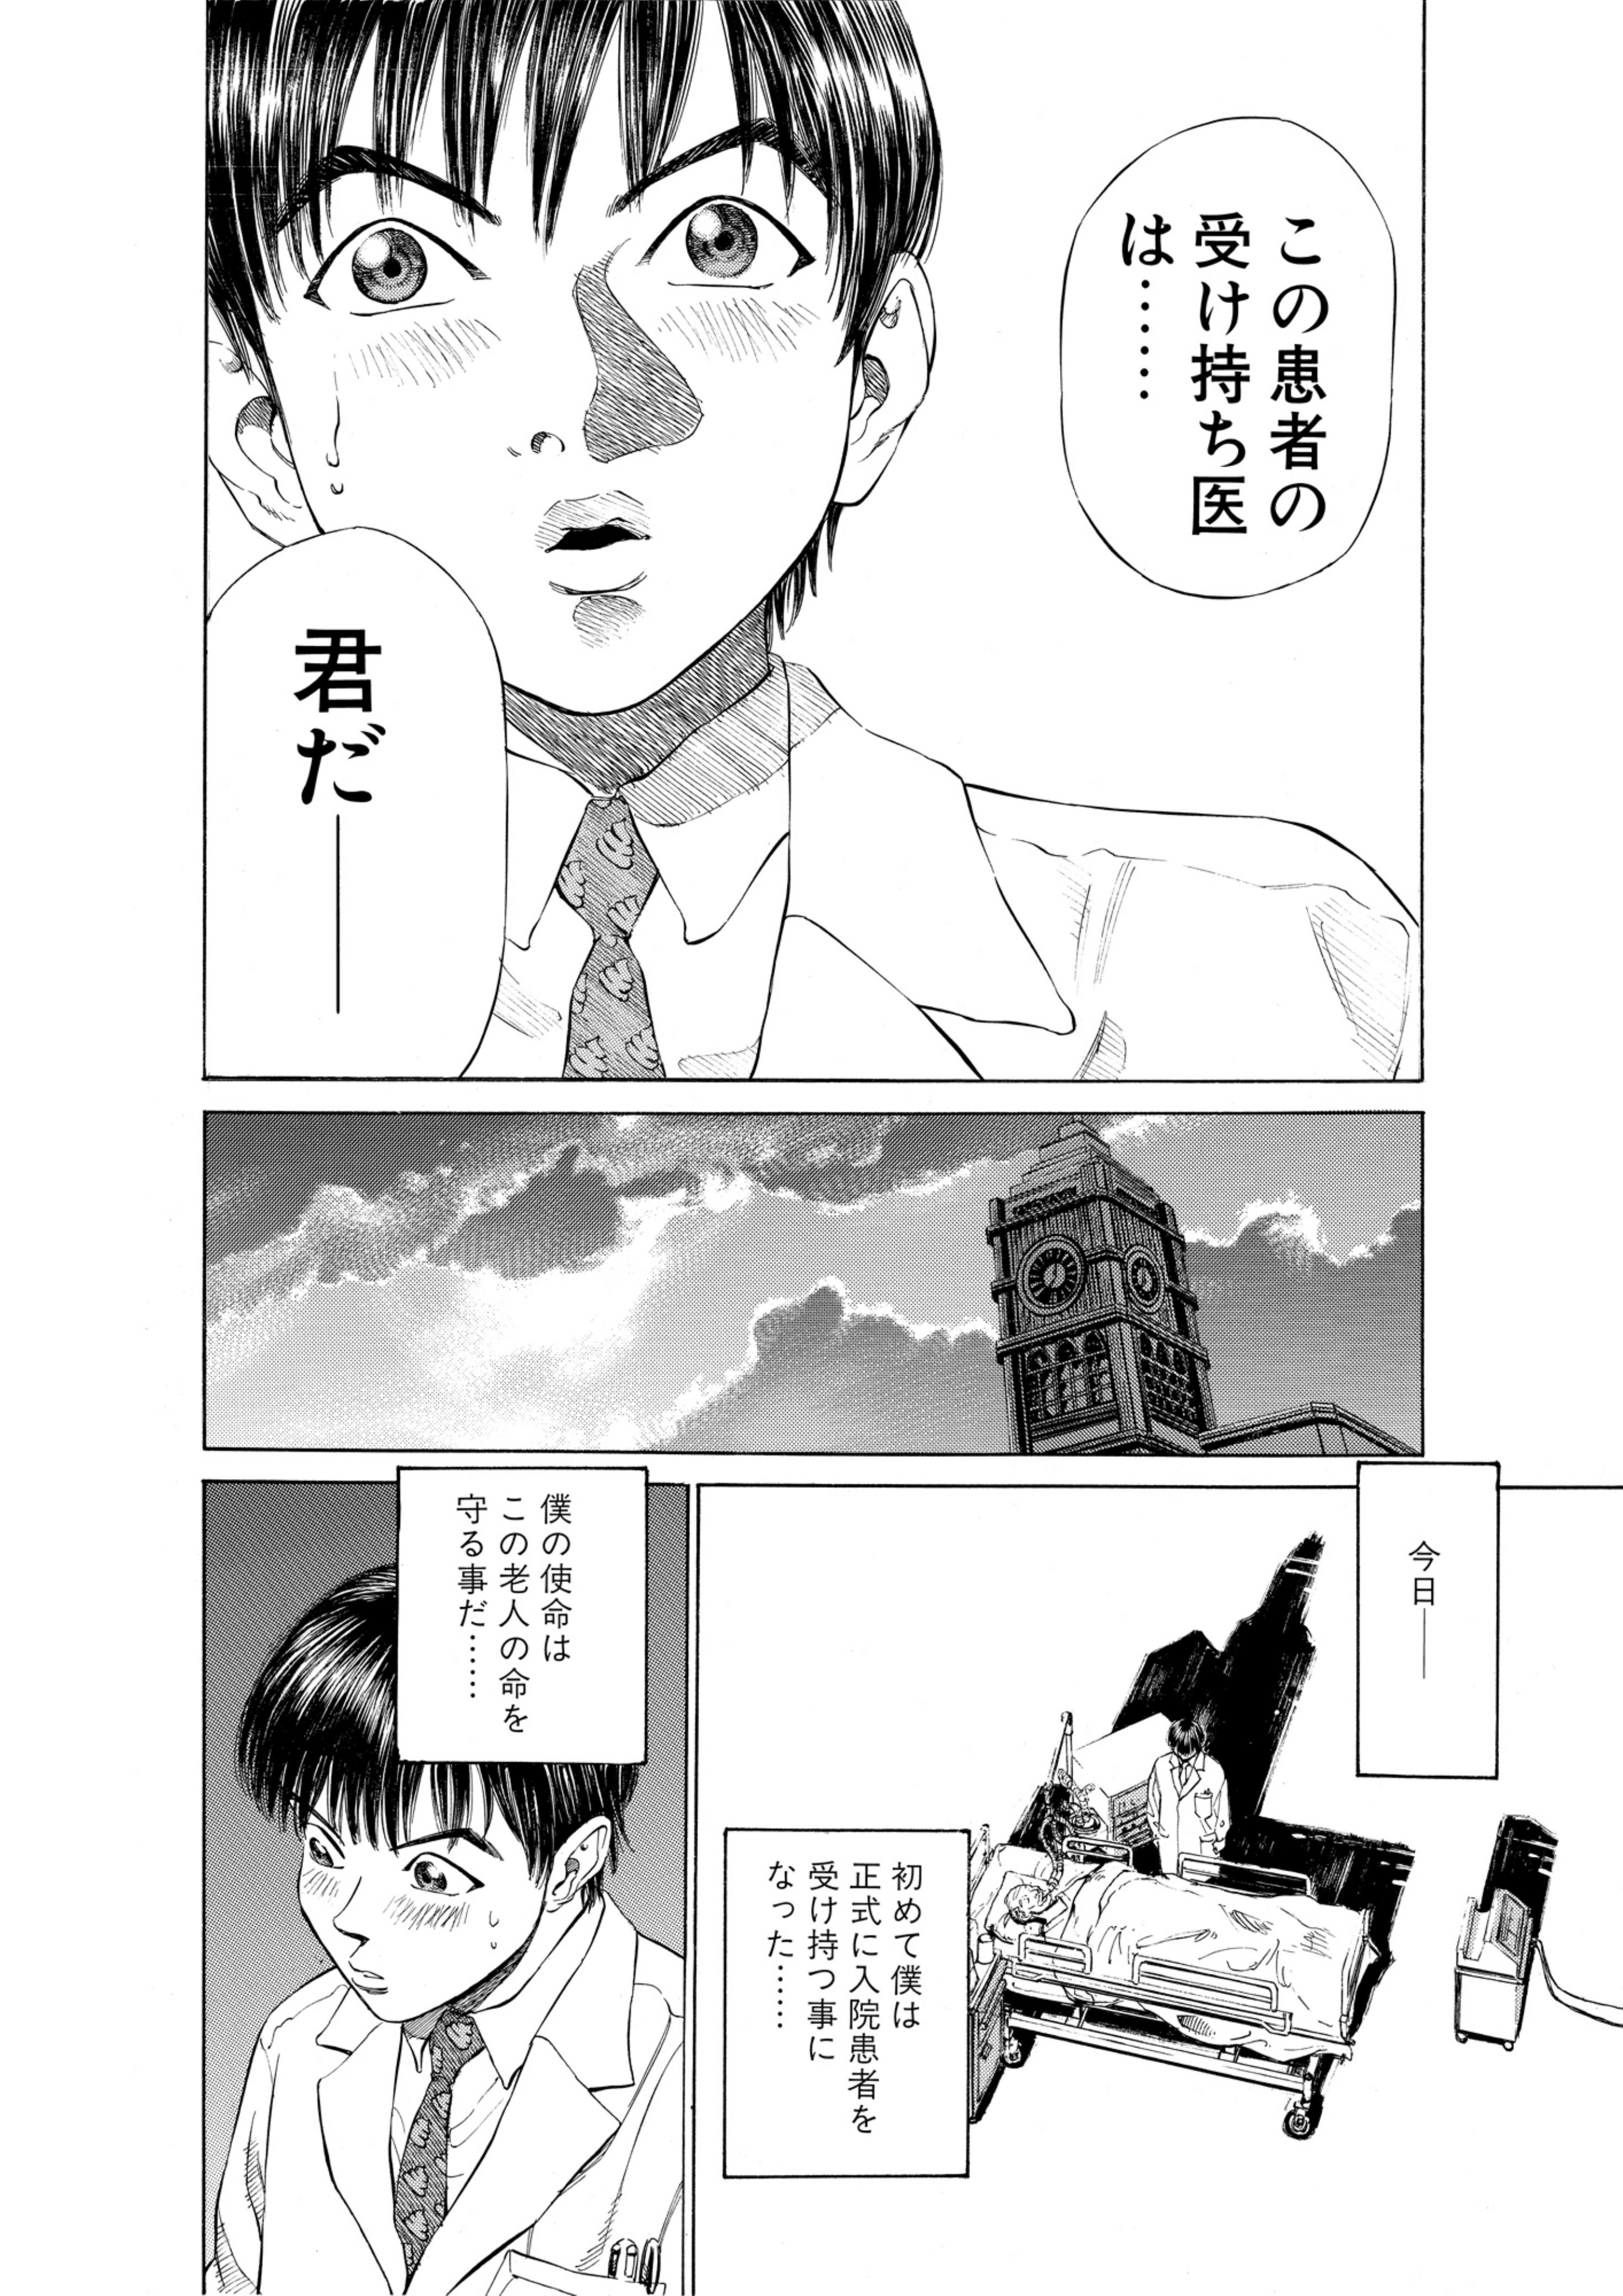 この患者の
受け持ち医
は……
君だ――
今日――
初めて僕は
正式に入院患者を
受け持つ事に
なった……
僕の使命は
この老人の命を
守る事だ……